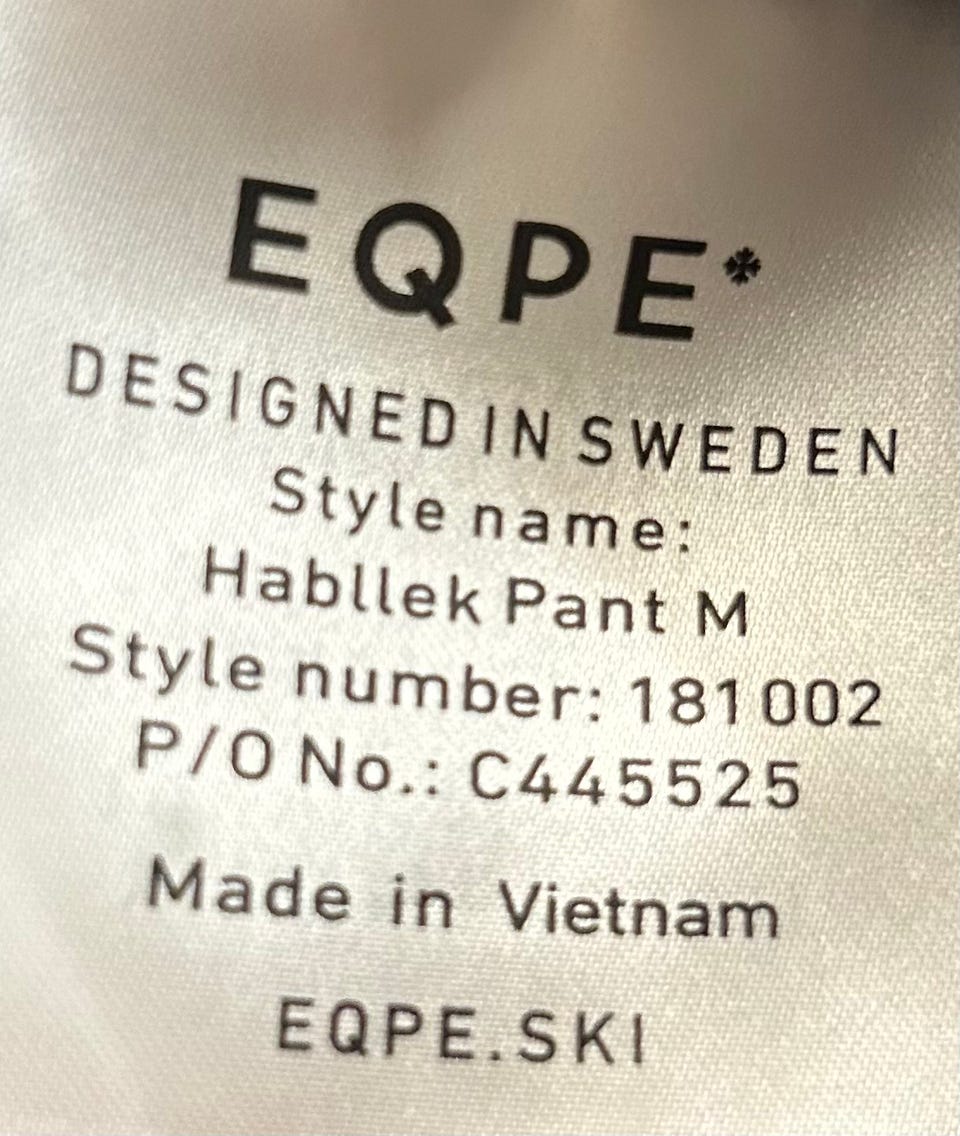 EQPE*
DESIGNED IN SWEDEN
Style name:
Habllek Pant M
Style number: 181002
P/O No.: C445525
Made in Vietnam
EQPE.SKI